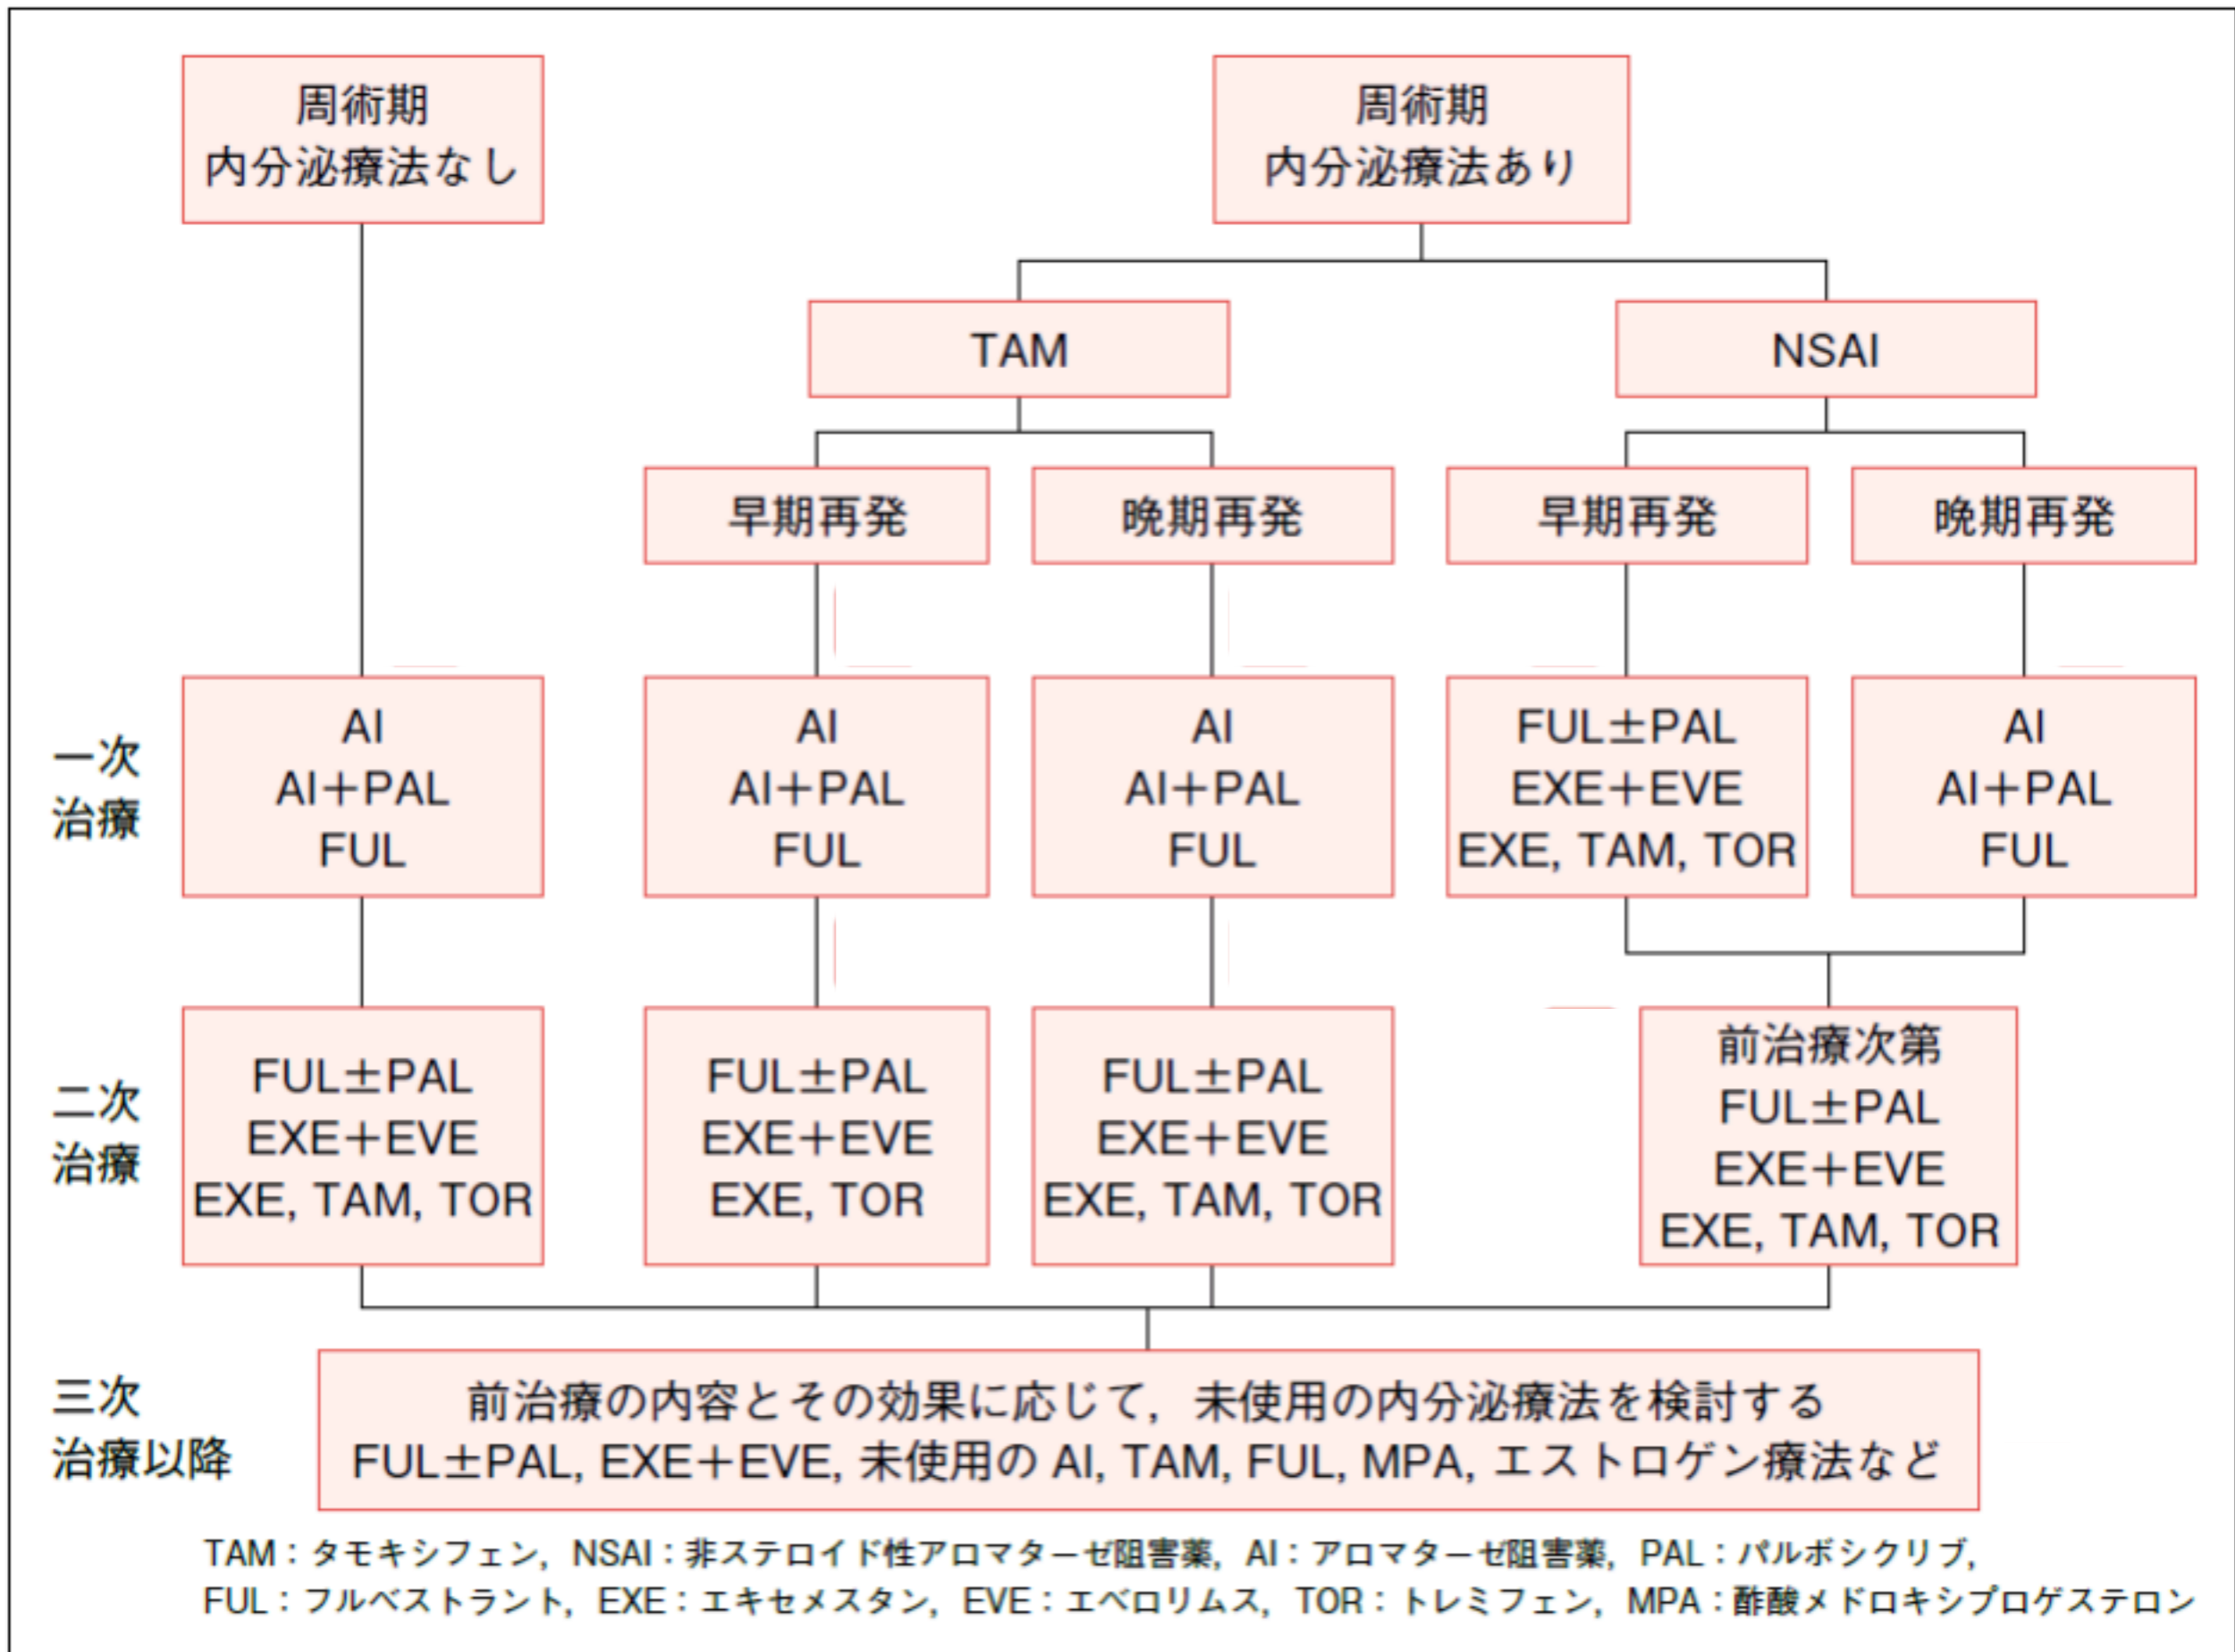 周術期
内分泌療法なし
周術期
内分泌療法あり
TAM
NSAI
早期再発
晩期再発
早期再発
晩期再発
一次
治療
AI
AI+PAL
FUL
AI
AI+PAL
FUL
AI
AI+PAL
FUL
FUL±PAL
EXE+EVE
EXE, TAM, TOR
AI
AI+PAL
FUL
二次
治療
FUL±PAL
EXE+EVE
EXE, TAM, TOR
FUL±PAL
EXE+EVE
EXE, TOR
FUL±PAL
EXE+EVE
EXE, TAM, TOR
前治療次第
FUL±PAL
EXE+EVE
EXE, TAM, TOR
三次
治療以降
前治療の内容とその効果に応じて,未使用の内分泌療法を検討する
FUL±PAL, EXE+EVE, 未使用の AI, TAM, FUL, MPA, エストロゲン療法など
TAM:タモキシフェン, NSAI:非ステロイド性アロマターゼ阻害薬, AI:アロマターゼ阻害薬, PAL:パルボシクリブ,
FUL:フルベストラント, EXE:エキセメスタン, EVE:エベロリムス, TOR:トレミフェン, MPA:酢酸メドロキシプロゲステロン